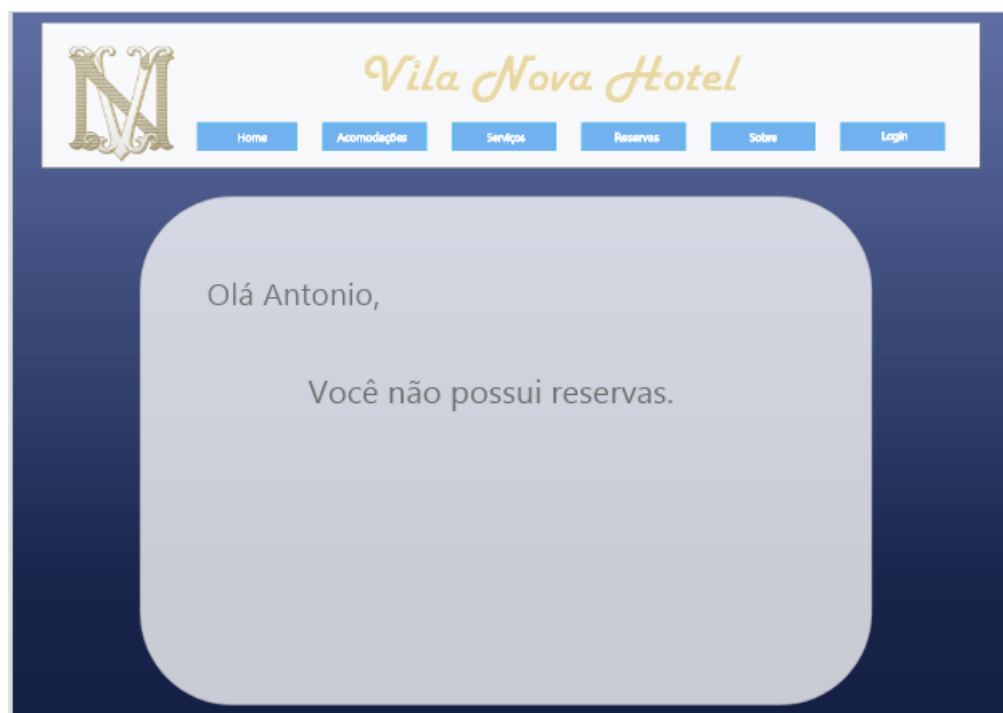 Vila Nova Hotel
Home Acomodações Serviços Reservas Sobre Login
Olá Antonio,
Você não possui reservas.